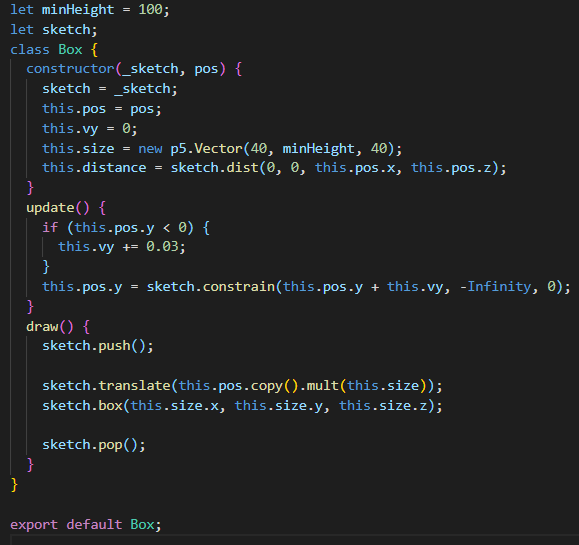 let minHeight = 100;
let sketch;
class Box {
  constructor(_sketch, pos) {
    sketch = _sketch;
    this.pos = pos;
    this.vy = 0;
    this.size = new p5.Vector(40, minHeight, 40);
    this.distance = sketch.dist(0, 0, this.pos.x, this.pos.z);
  }
  update() {
    if (this.pos.y < 0) {
      this.vy += 0.03;
    }
    this.pos.y = sketch.constrain(this.pos.y + this.vy, -Infinity, 0);
  }
  draw() {
    sketch.push();

    sketch.translate(this.pos.copy().mult(this.size));
    sketch.box(this.size.x, this.size.y, this.size.z);

    sketch.pop();
  }
}

export default Box;